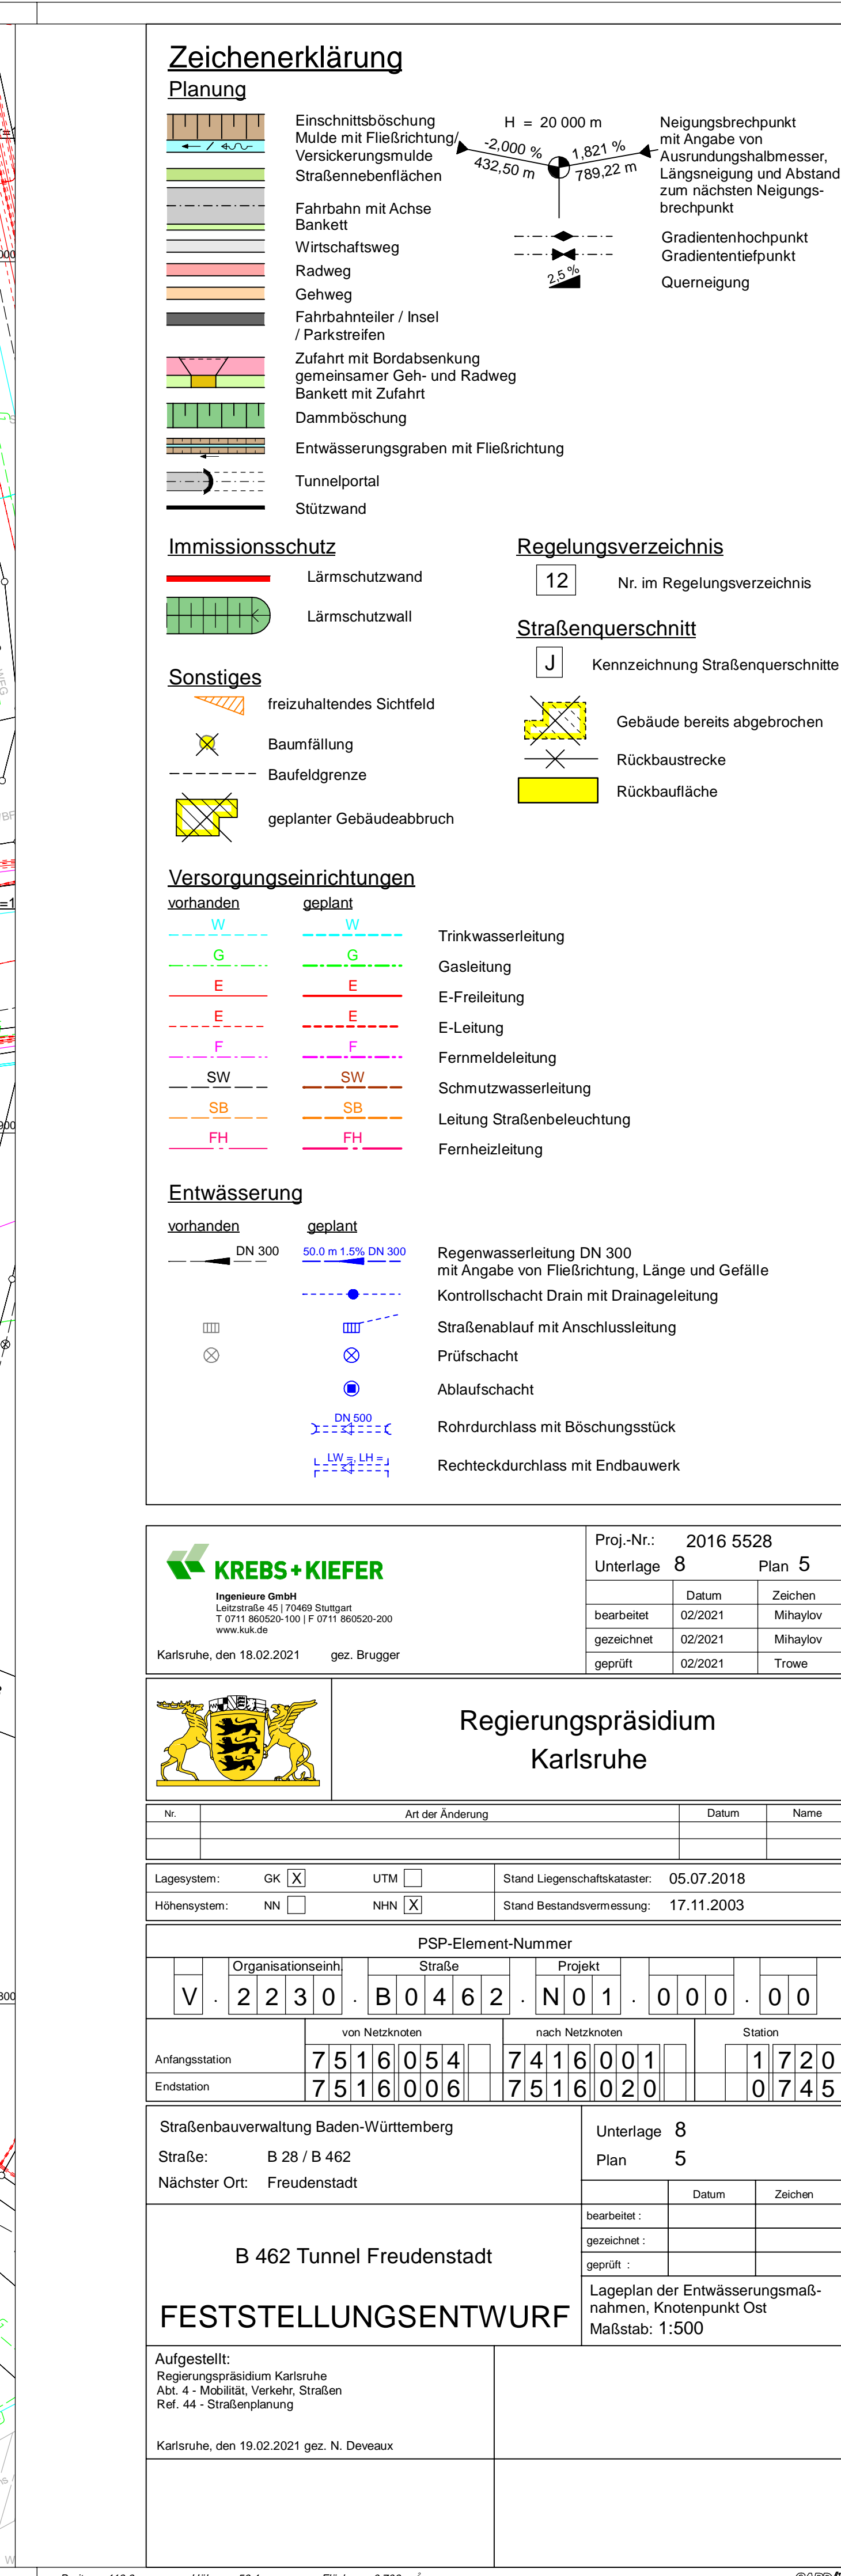 Zeichenerklärung
Planung
Einschnittsböschung
Mulde mit Fließrichtung/
Versickerungsmulde
Straßennebenflächen
Fahrbahn mit Achse
Bankett
Wirtschaftsweg
Radweg
Gehweg
Fahrbahnteiler / Insel
/ Parkstreifen
Zufahrt mit Bordabsenkung
gemeinsamer Geh- und Radweg
Bankett mit Zufahrt
Dammböschung
Entwässerungsgraben mit Fließrichtung
Tunnelportal
Stützwand
H = 20 000 m
-2,000 %
432,50 m
1,821 %
789,22 m
Neigungsbrechpunkt
mit Angabe von
Ausrundungshalbmesser,
Längsneigung und Abstand
zum nächsten Neigungs-
brechpunkt
Gradientenhochpunkt
Gradiententiefpunkt
2,5 %
Querneigung
Immissionsschutz
Lärmschutzwand
Lärmschutzwall
Regelungsverzeichnis
12 Nr. im Regelungsverzeichnis
Straßenquerschnitt
J Kennzeichnung Straßenquerschnitte
Sonstiges
freizuhaltendes Sichtfeld
Baumfällung
Baufeldgrenze
geplanter Gebäudeabbruch
Gebäude bereits abgebrochen
Rückbaustrecke
Rückbaufläche
Versorgungseinrichtungen
vorhanden geplant
W W Trinkwasserleitung
G G Gasleitung
E E E-Freileitung
E E E-Leitung
F F Fernmeldeleitung
SW SW Schmutzwasserleitung
SB SB Leitung Straßenbeleuchtung
FH FH Fernheizleitung
Entwässerung
vorhanden geplant
DN 300 50.0 m 1.5% DN 300 Regenwasserleitung DN 300
mit Angabe von Fließrichtung, Länge und Gefälle
Kontrollschacht Drain mit Drainageleitung
Straßenablauf mit Anschlussleitung
Prüfschacht
Ablaufschacht
DN 500 Rohrdurchlass mit Böschungsstück
LW =, LH = Rechteckdurchlass mit Endbauwerk
KREBS+KIEFER
Ingenieure GmbH
Leitzstraße 45 | 70469 Stuttgart
T 0711 860520-100 | F 0711 860520-200
www.kuk.de
Karlsruhe, den 18.02.2021 gez. Brugger
Proj.-Nr.: 2016 5528
Unterlage 8 Plan 5
Datum Zeichen
bearbeitet 02/2021 Mihaylov
gezeichnet 02/2021 Mihaylov
geprüft 02/2021 Trowe
Regierungspräsidium
Karlsruhe
Nr. Art der Änderung Datum Name
Lagesystem: GK X UTM Stand Liegenschaftskataster: 05.07.2018
Höhensystem: NN NHN X Stand Bestandsvermessung: 17.11.2003
PSP-Element-Nummer
Organisationseinh. Straße Projekt
V . 2 2 3 0 . B 0 4 6 2 . N 0 1 . 0 0 0 . 0 0
von Netzknoten nach Netzknoten Station
Anfangsstation 7 5 1 6 0 5 4 7 4 1 6 0 0 1 1 7 2 0
Endstation 7 5 1 6 0 0 6 7 5 1 6 0 2 0 0 7 4 5
Straßenbauverwaltung Baden-Württemberg
Straße: B 28 / B 462
Nächster Ort: Freudenstadt
Unterlage 8
Plan 5
Datum Zeichen
bearbeitet :
gezeichnet :
geprüft :
B 462 Tunnel Freudenstadt
FESTSTELLUNGSENTWURF
Lageplan der Entwässerungsmaß-
nahmen, Knotenpunkt Ost
Maßstab: 1:500
Aufgestellt:
Regierungspräsidium Karlsruhe
Abt. 4 - Mobilität, Verkehr, Straßen
Ref. 44 - Straßenplanung
Karlsruhe, den 19.02.2021 gez. N. Deveaux